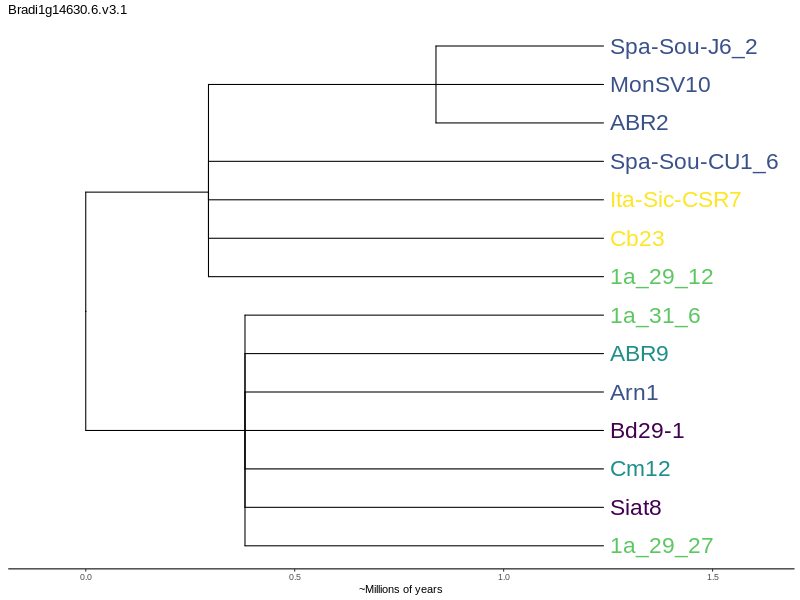 Bradi1g14630.6.v3.1
Spa-Sou-J6_2
MonSV10
ABR2
Spa-Sou-CU1_6
Ita-Sic-CSR7
Cb23
1a_29_12
1a_31_6
ABR9
Arn1
Bd29-1
Cm12
Siat8
1a_29_27
0.0 0.5 1.0 1.5
~Millions of years